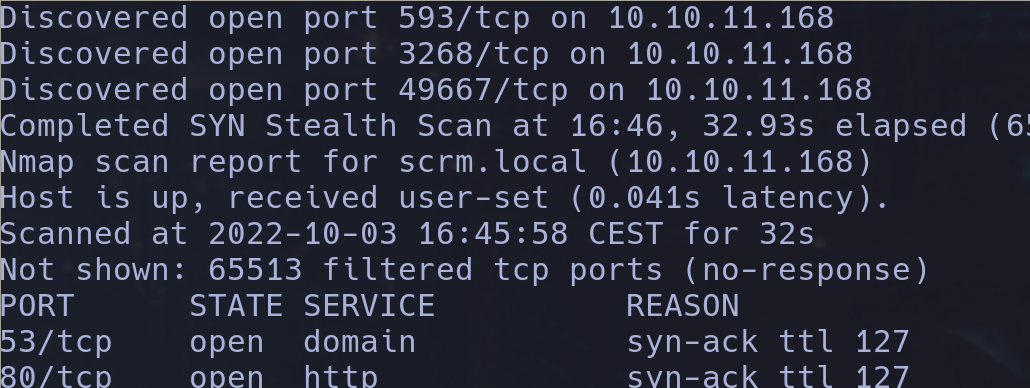 Discovered open port 593/tcp on 10.10.11.168
Discovered open port 3268/tcp on 10.10.11.168
Discovered open port 49667/tcp on 10.10.11.168
Completed SYN Stealth Scan at 16:46, 32.93s elapsed (65
Nmap scan report for scrm.local (10.10.11.168)
Host is up, received user-set (0.041s latency).
Scanned at 2022-10-03 16:45:58 CEST for 32s
Not shown: 65513 filtered tcp ports (no-response)
PORT      STATE SERVICE          REASON
53/tcp    open  domain           syn-ack ttl 127
80/tcp    open  http             syn-ack ttl 127